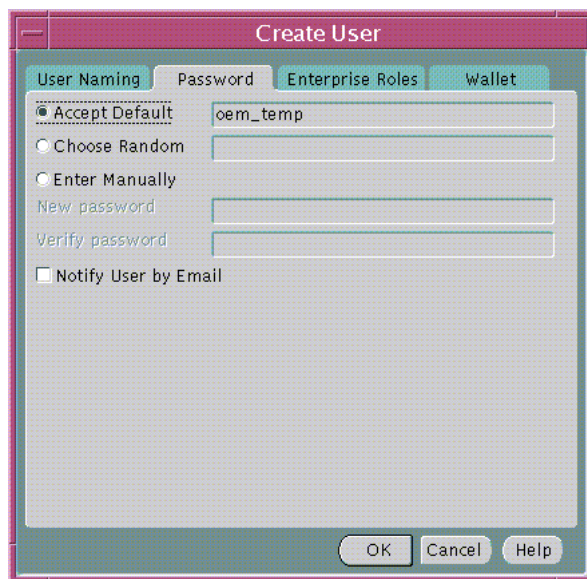 Create User
User Naming Password Enterprise Roles Wallet
Accept Default oem_temp
Choose Random
Enter Manually
New password
Verify password
Notify User by Email
OK Cancel Help